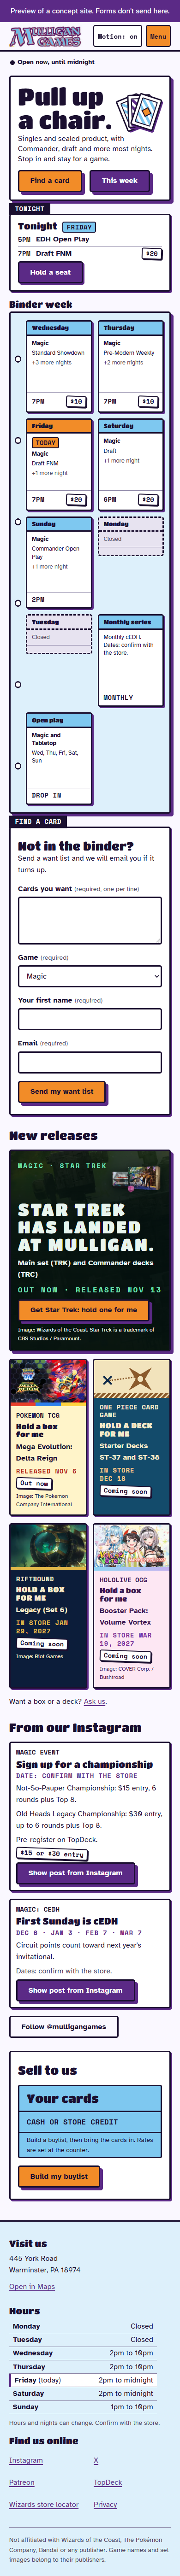 Preview of a concept site. Forms don't send here.
MULLIGAN GAMES
Motion: on
Menu
Open now, until midnight
Pull up
a chair.
Singles and sealed product, with
Commander, draft and more most nights.
Stop in and stay for a game.
Find a card
This week
TONIGHT
Tonight FRIDAY
5PM EDH Open Play
7PM Draft FNM $20
Hold a seat
Binder week
Wednesday
Magic
Standard Showdown
+3 more nights
7PM $10
Thursday
Magic
Pre-Modern Weekly
+2 more nights
7PM $10
Friday
TODAY
Magic
Draft FNM
+1 more night
7PM $20
Saturday
Magic
Draft
+1 more night
6PM $20
Sunday
Magic
Commander Open
Play
+1 more night
2PM
Monday
Closed
Tuesday
Closed
Monthly series
Monthly cEDH.
Dates: confirm with
the store.
MONTHLY
Open play
Magic and
Tabletop
Wed, Thu, Fri, Sat,
Sun
DROP IN
FIND A CARD
Not in the binder?
Send a want list and we will email you if it
turns up.
Cards you want (required, one per line)
Game (required)
Magic
Your first name (required)
Email (required)
Send my want list
New releases
MAGIC · STAR TREK
STAR TREK
HAS LANDED
AT MULLIGAN.
Main set (TRK) and Commander decks
(TRC)
OUT NOW · RELEASED NOV 13
Get Star Trek: hold one for me
Image: Wizards of the Coast. Star Trek is a trademark of
CBS Studios / Paramount.
DELTA REIGN
POKEMON TCG
Hold a box
for me
Mega Evolution:
Delta Reign
RELEASED NOV 6
Out now
Image: The Pokemon
Company International
ONE PIECE CARD
GAME
HOLD A DECK
FOR ME
Starter Decks
ST-37 and ST-38
IN STORE
DEC 18
Coming soon
RIFTBOUND
HOLD A BOX
FOR ME
Legacy (Set 6)
IN STORE JAN
29, 2027
Coming soon
Image: Riot Games
HOLOLIVE OCG
Hold a box
for me
Booster Pack:
Volume Vortex
IN STORE MAR
19, 2027
Coming soon
Image: COVER Corp. /
Bushiroad
Want a box or a deck? Ask us.
From our Instagram
MAGIC EVENT
Sign up for a championship
DATE: CONFIRM WITH THE STORE
Not-So-Pauper Championship: $15 entry, 6
rounds plus Top 8.
Old Heads Legacy Championship: $30 entry,
up to 6 rounds plus Top 8.
Pre-register on TopDeck.
$15 or $30 entry
Show post from Instagram
MAGIC: CEDH
First Sunday is cEDH
DEC 6 · JAN 3 · FEB 7 · MAR 7
Circuit points count toward next year's
invitational.
Dates: confirm with the store.
Show post from Instagram
Follow @mulligangames
Sell to us
Your cards
CASH OR STORE CREDIT
Build a buylist, then bring the cards in. Rates
are set at the counter.
Build my buylist
Visit us
445 York Road
Warminster, PA 18974
Open in Maps
Hours
Monday Closed
Tuesday Closed
Wednesday 2pm to 10pm
Thursday 2pm to 10pm
Friday (today) 2pm to midnight
Saturday 2pm to midnight
Sunday 1pm to 10pm
Hours and nights can change. Confirm with the store.
Find us online
Instagram X
Patreon TopDeck
Wizards store locator Privacy
Not affiliated with Wizards of the Coast, The Pokémon
Company, Bandai or any publisher. Game names and set
images belong to their publishers.